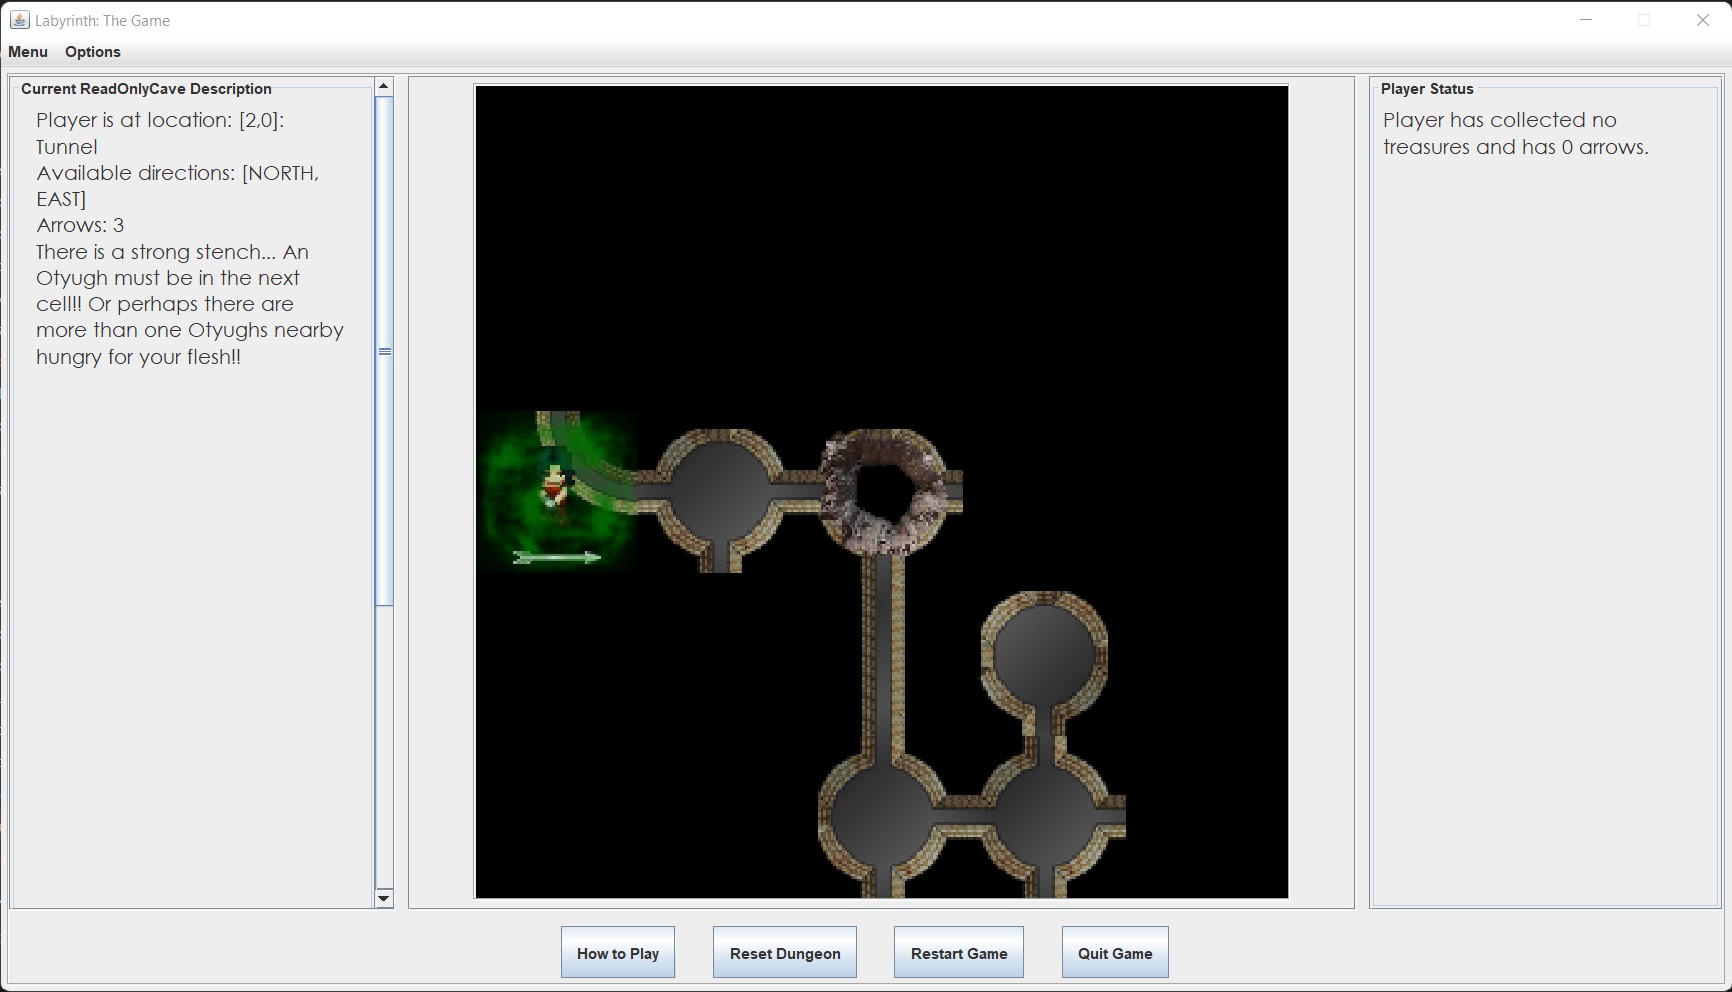 Labyrinth: The Game
Menu Options
Current ReadOnlyCave Description
Player is at location: [2,0]:
Tunnel
Available directions: [NORTH,
EAST]
Arrows: 3
There is a strong stench... An
Otyugh must be in the next
cell!! Or perhaps there are
more than one Otyughs nearby
hungry for your flesh!!
Player Status
Player has collected no
treasures and has 0 arrows.
How to Play
Reset Dungeon
Restart Game
Quit Game